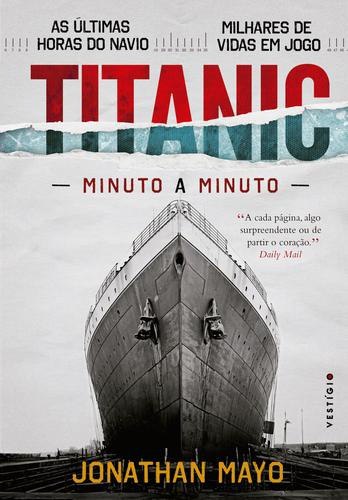 AS ÚLTIMAS
HORAS DO NAVIO
MILHARES DE
VIDAS EM JOGO
TITANIC
— MINUTO A MINUTO —
“A cada página, algo
surpreendente ou de
partir o coração.”
Daily Mail
VESTÍGIO
JONATHAN MAYO